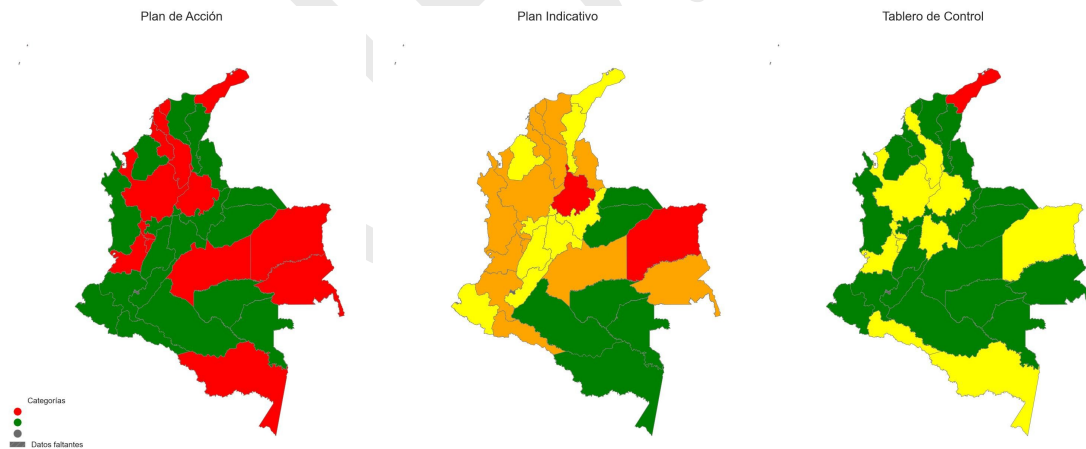 Plan de Acción
Plan Indicativo
Tablero de Control
Categorías
Datos faltantes